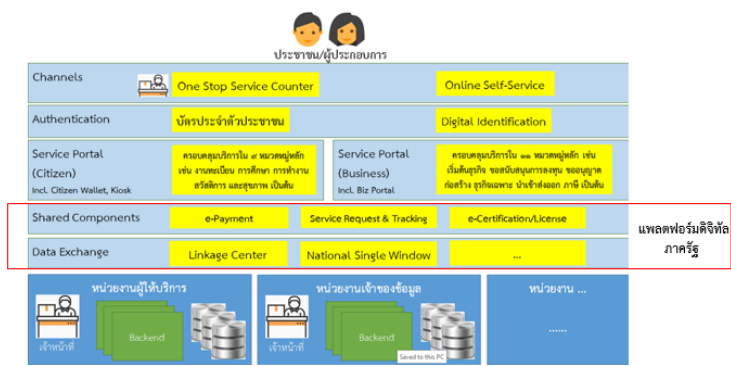 ประชาชน/ผู้ประกอบการ
Channels
One Stop Service Counter
Online Self-Service
Authentication
บัตรประจำตัวประชาชน
Digital Identification
Service Portal
(Citizen)
Incl. Citizen Wallet, Kiosk
ครอบคลุมบริการใน ๙ หมวดหมู่หลัก
เช่น งานทะเบียน การศึกษา การทำงาน
สวัสดิการ และสุขภาพ เป็นต้น
Service Portal
(Business)
Incl. Biz Portal
ครอบคลุมบริการใน ๑๑ หมวดหมู่หลัก เช่น
เริ่มต้นธุรกิจ ขอสนับสนุนการลงทุน ขออนุญาต
ก่อสร้าง ธุรกิจเฉพาะ นำเข้าส่งออก ภาษี เป็นต้น
Shared Components
e-Payment
Service Request & Tracking
e-Certification/License
แพลตฟอร์มดิจิทัล
ภาครัฐ
Data Exchange
Linkage Center
National Single Window
...
หน่วยงานผู้ให้บริการ
เจ้าหน้าที่
Backend
หน่วยงานเจ้าของข้อมูล
เจ้าหน้าที่
Backend
Saved to this PC
หน่วยงาน ...
......